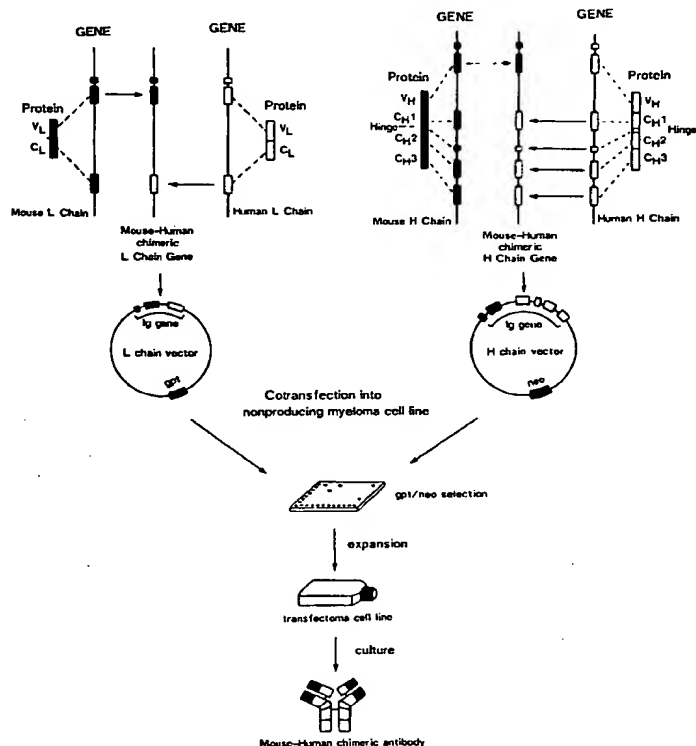 GENE
GENE
Protein
Protein
VL
CL
VL
CL
Mouse L Chain
Human L Chain
Mouse-Human
chimeric
L Chain Gene
GENE
GENE
Protein
Protein
VH
CH1
Hinge
CH2
CH3
VH
CH1
Hinge
CH2
CH3
Mouse H Chain
Human H Chain
Mouse-Human
chimeric
H Chain Gene
Ig gene
L chain vector
gpt
Ig gene
H chain vector
neo
Cotransfection into
nonproducing myeloma cell line
gpt/neo selection
expansion
transfectoma cell line
culture
Mouse-Human chimeric antibody